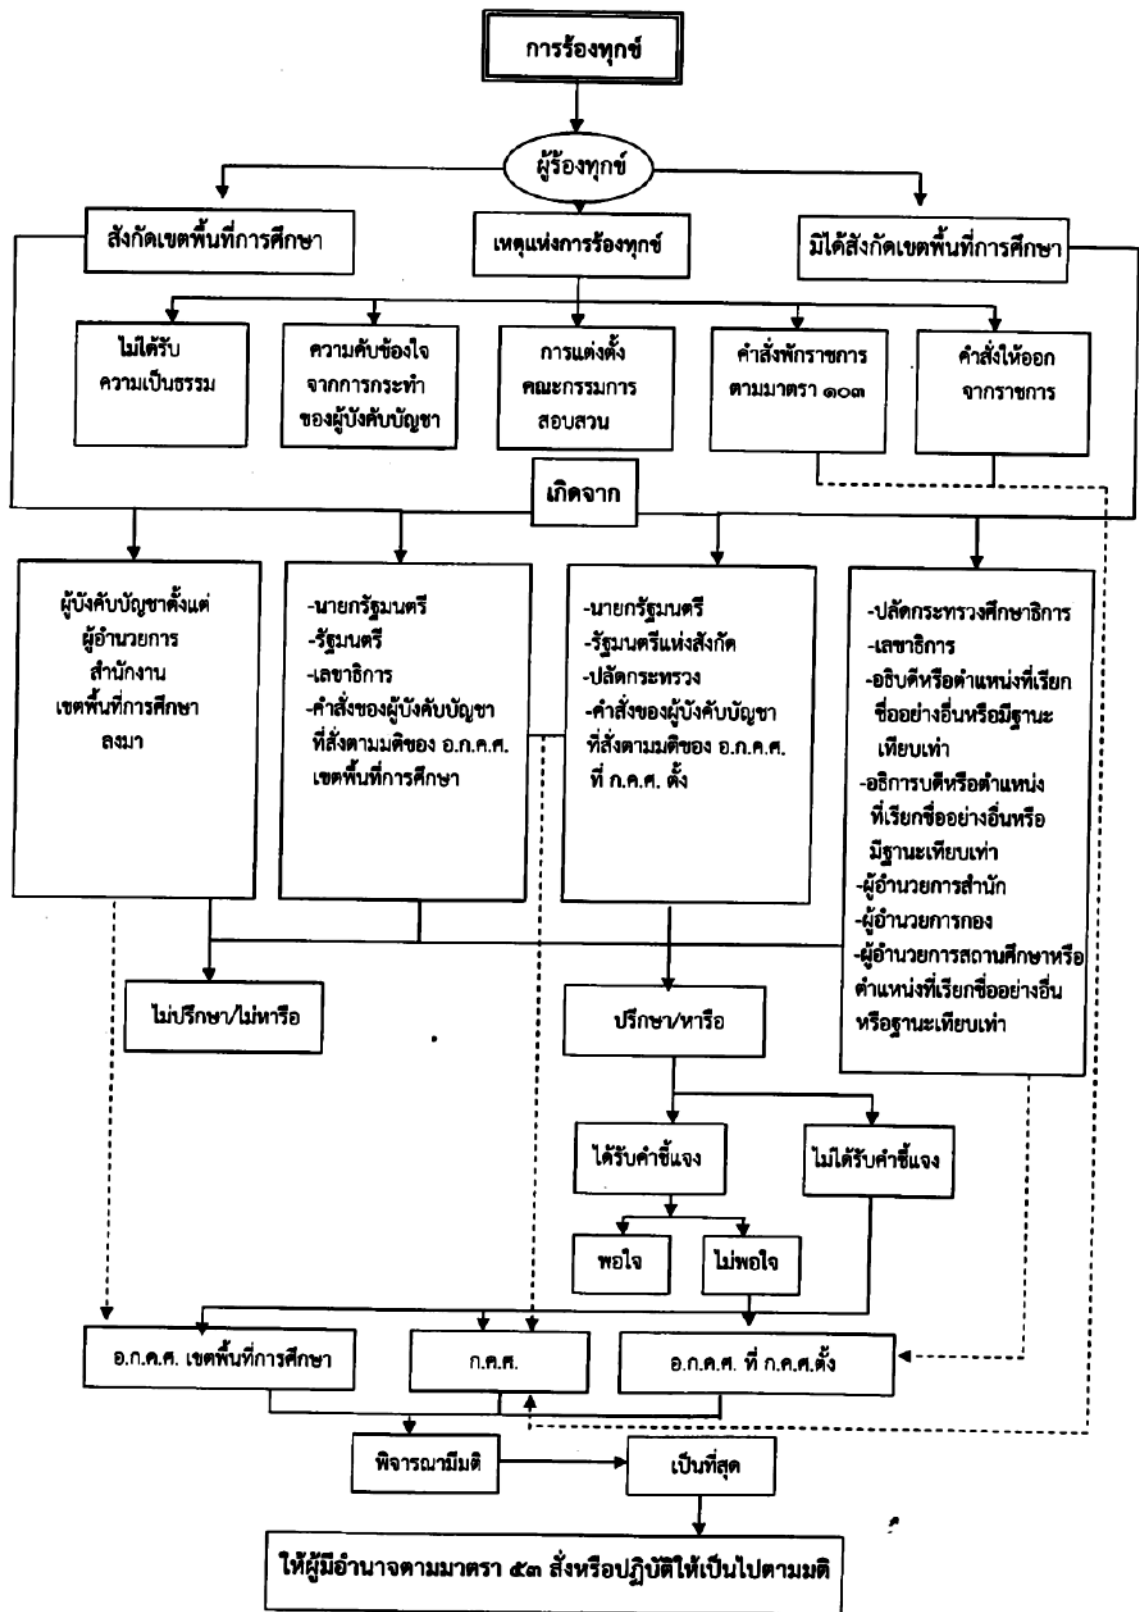 การร้องทุกข์
ผู้ร้องทุกข์
สังกัดเขตพื้นที่การศึกษา
เหตุแห่งการร้องทุกข์
มิได้สังกัดเขตพื้นที่การศึกษา
ไม่ได้รับ
ความเป็นธรรม
ความคับข้องใจ
จากการกระทำ
ของผู้บังคับบัญชา
การแต่งตั้ง
คณะกรรมการ
สอบสวน
คำสั่งพักราชการ
ตามมาตรา ๑๐๓
คำสั่งให้ออก
จากราชการ
เกิดจาก
ผู้บังคับบัญชาตั้งแต่
ผู้อำนวยการ
สำนักงาน
เขตพื้นที่การศึกษา
ลงมา
-นายกรัฐมนตรี
-รัฐมนตรี
-เลขาธิการ
-คำสั่งของผู้บังคับบัญชา
ที่สั่งตามมติของ อ.ก.ค.ศ.
เขตพื้นที่การศึกษา
-นายกรัฐมนตรี
-รัฐมนตรีแห่งสังกัด
-ปลัดกระทรวง
-คำสั่งของผู้บังคับบัญชา
ที่สั่งตามมติของ อ.ก.ค.ศ.
ที่ ก.ค.ศ. ตั้ง
-ปลัดกระทรวงศึกษาธิการ
-เลขาธิการ
-อธิบดีหรือตำแหน่งที่เรียก
ชื่ออย่างอื่นหรือมีฐานะ
เทียบเท่า
-อธิการบดีหรือตำแหน่ง
ที่เรียกชื่ออย่างอื่นหรือ
มีฐานะเทียบเท่า
-ผู้อำนวยการสำนัก
-ผู้อำนวยการกอง
-ผู้อำนวยการสถานศึกษาหรือ
ตำแหน่งที่เรียกชื่ออย่างอื่น
หรือฐานะเทียบเท่า
ไม่ปรึกษา/ไม่หารือ
ปรึกษา/หารือ
ได้รับคำชี้แจง
ไม่ได้รับคำชี้แจง
พอใจ
ไม่พอใจ
อ.ก.ค.ศ. เขตพื้นที่การศึกษา
ก.ค.ศ.
อ.ก.ค.ศ. ที่ ก.ค.ศ.ตั้ง
พิจารณามีมติ
เป็นที่สุด
ให้ผู้มีอำนาจตามมาตรา ๕๓ สั่งหรือปฏิบัติให้เป็นไปตามมติ